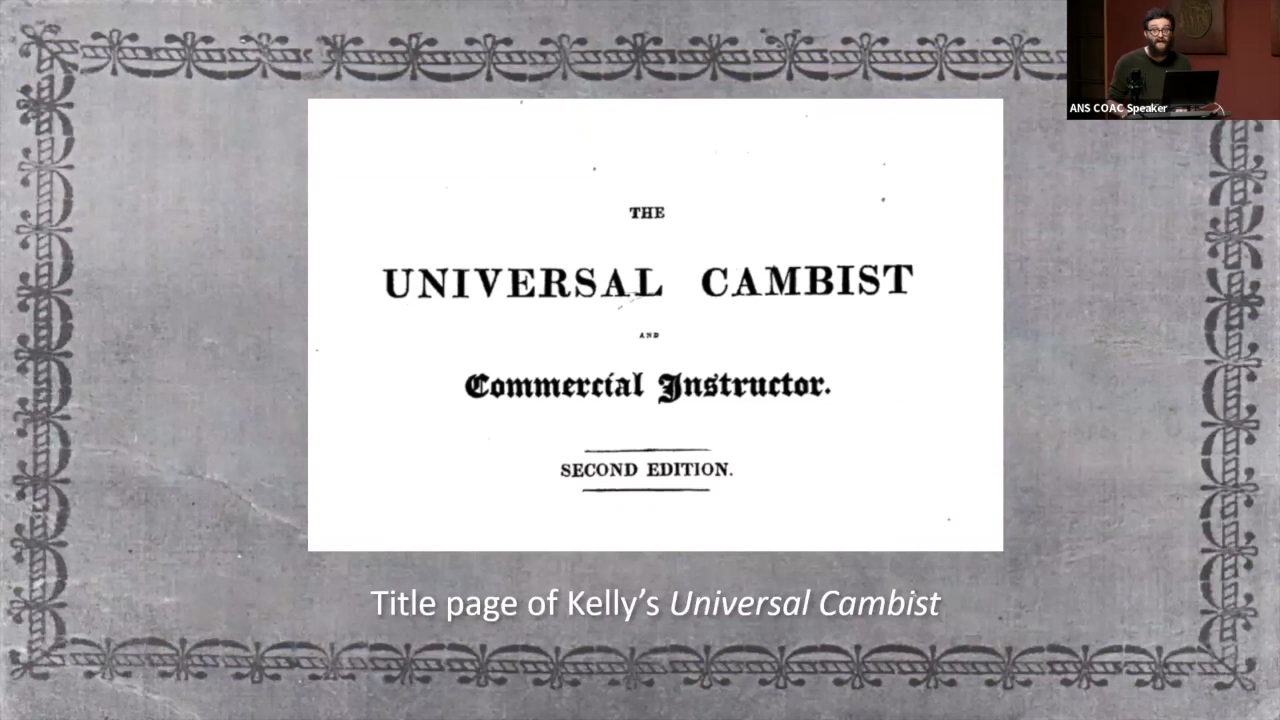 ANS COAC Speaker
THE
UNIVERSAL CAMBIST
AND
Commercial Instructor.
SECOND EDITION.
Title page of Kelly's Universal Cambist